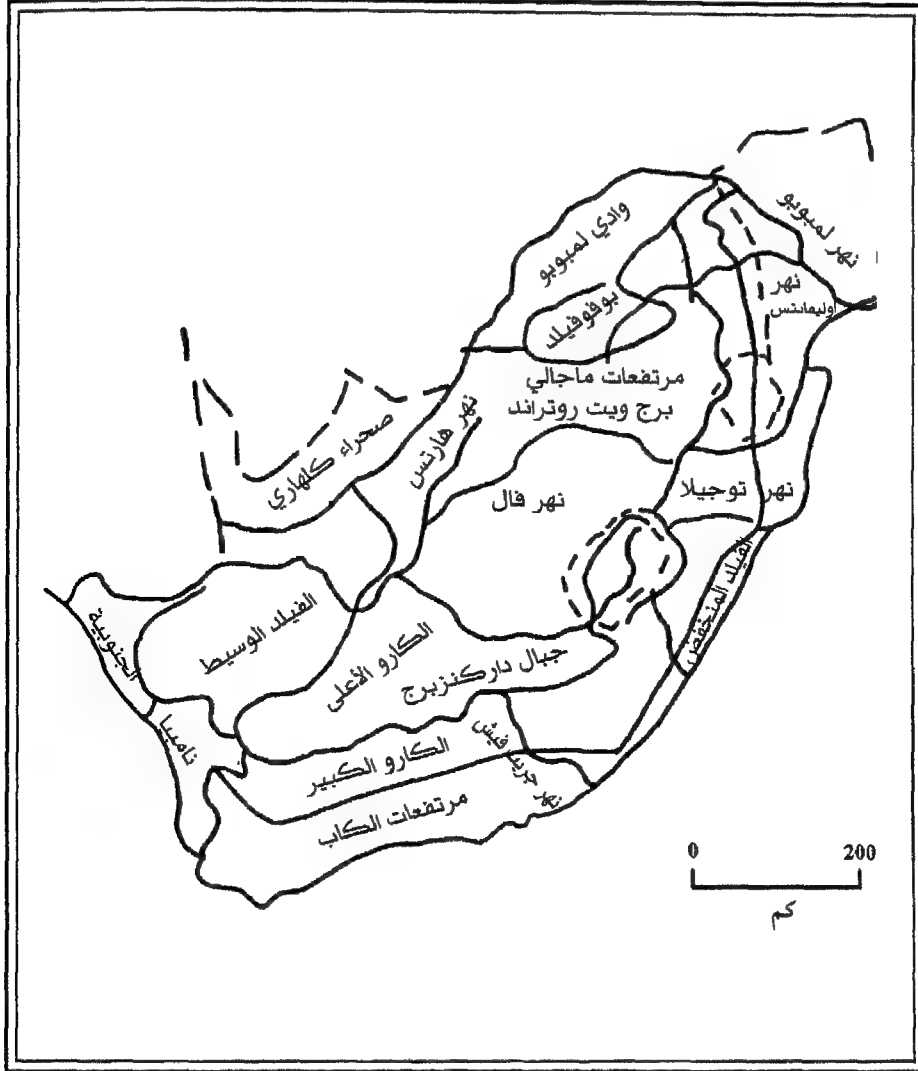 نهر لمبوبو
وادي لمبوبو
نهر
أوليفانتس
بوفوفيلد
مرتفعات ماجالي
برج ويت روتراند
نهر هارتس
صحراء كلهاري
نهر فال
نهر توجيلا
الفيلد المنخفض
الفيلد الوسيط
الجنوبية
ناميبيا
الكارو الأعلى
جبال داركنزبرج
الكارو الكبير
نهر جريت فيش
مرتفعات الكاب
0 200
كم